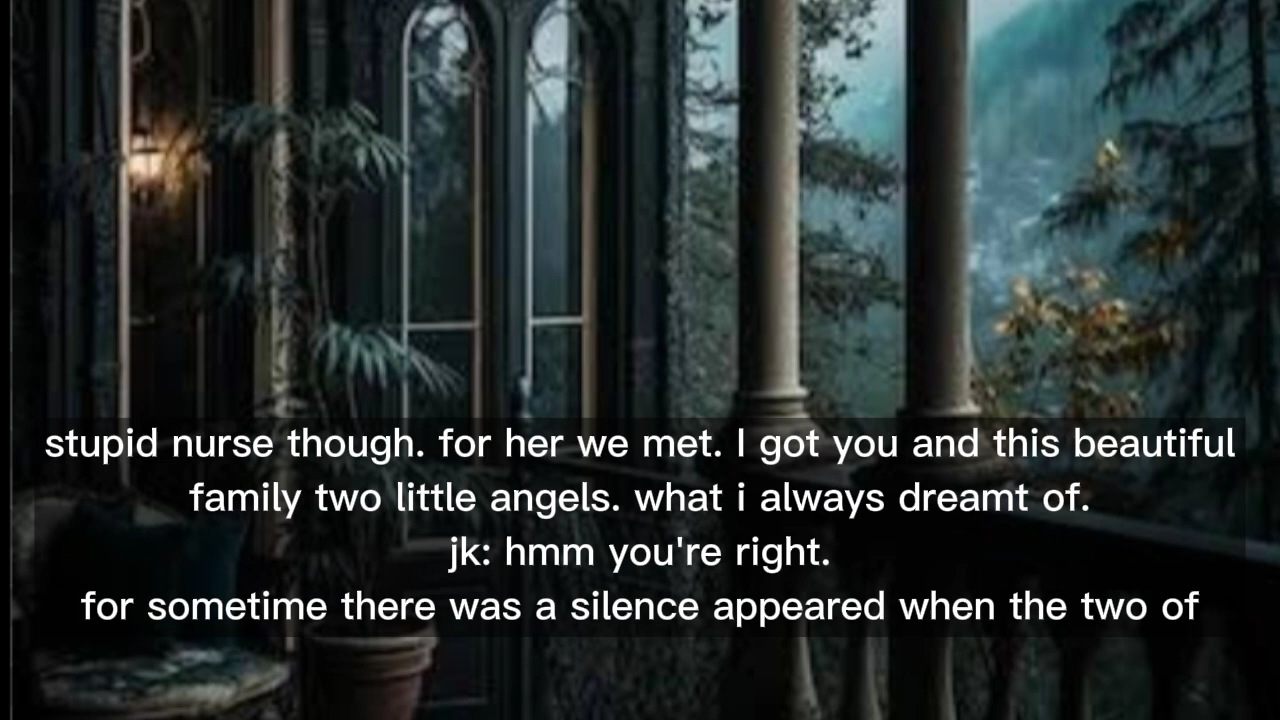 stupid nurse though. for her we met. I got you and this beautiful
family two little angels. what i always dreamt of.
jk: hmm you're right.
for sometime there was a silence appeared when the two of